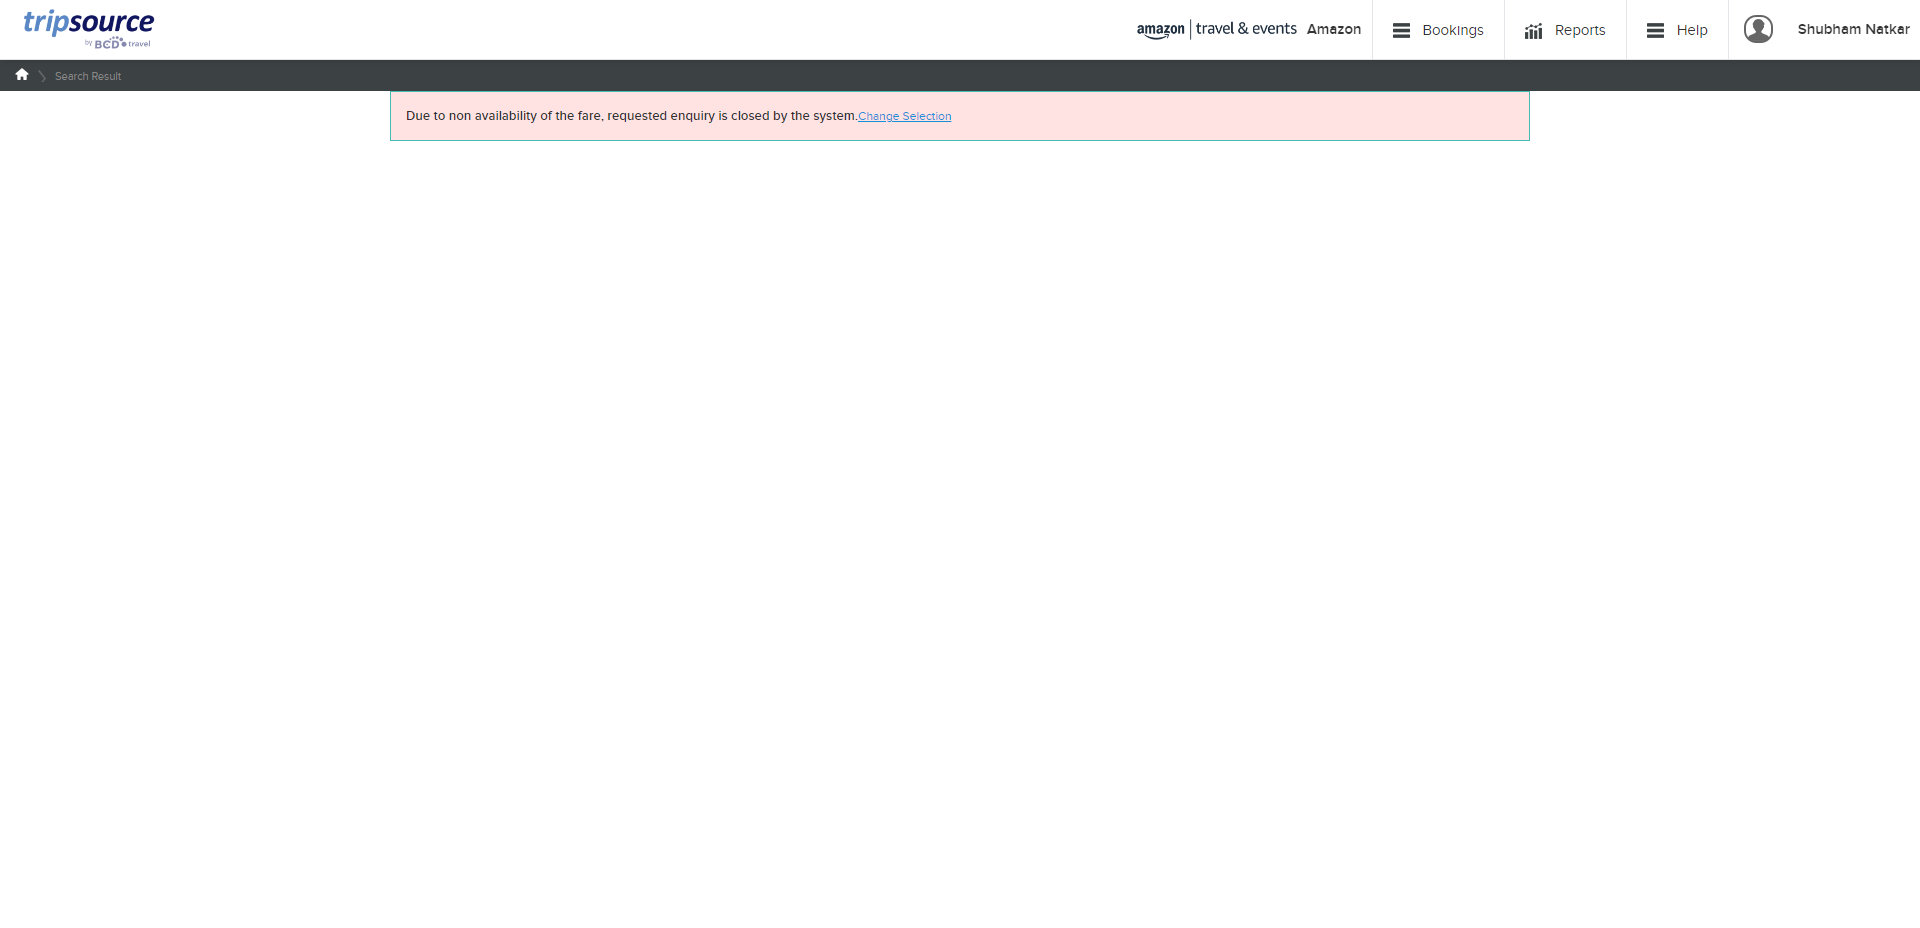 tripsource
by BCD travel
amazon | travel & events Amazon
Bookings
Reports
Help
Shubham Natkar
Search Result
Due to non availability of the fare, requested enquiry is closed by the system.Change Selection